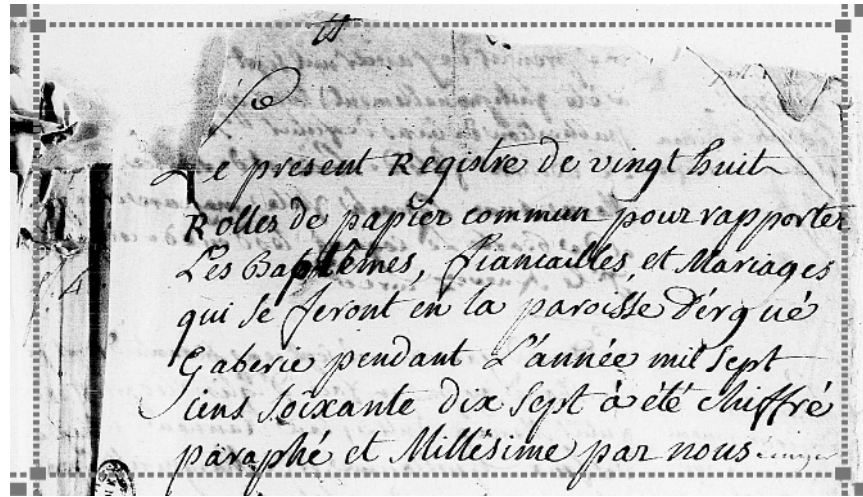 Le present Registre de vingt huit
Rolles de papier commun pour rapporter
Les Baptêmes, fiancailles, et Mariages
qui se feront en la paroisse D'érgué
Gaberic pendant L'année mil sept
cens soixante dix sept à été chiffré
paraphé et Millésime par nous